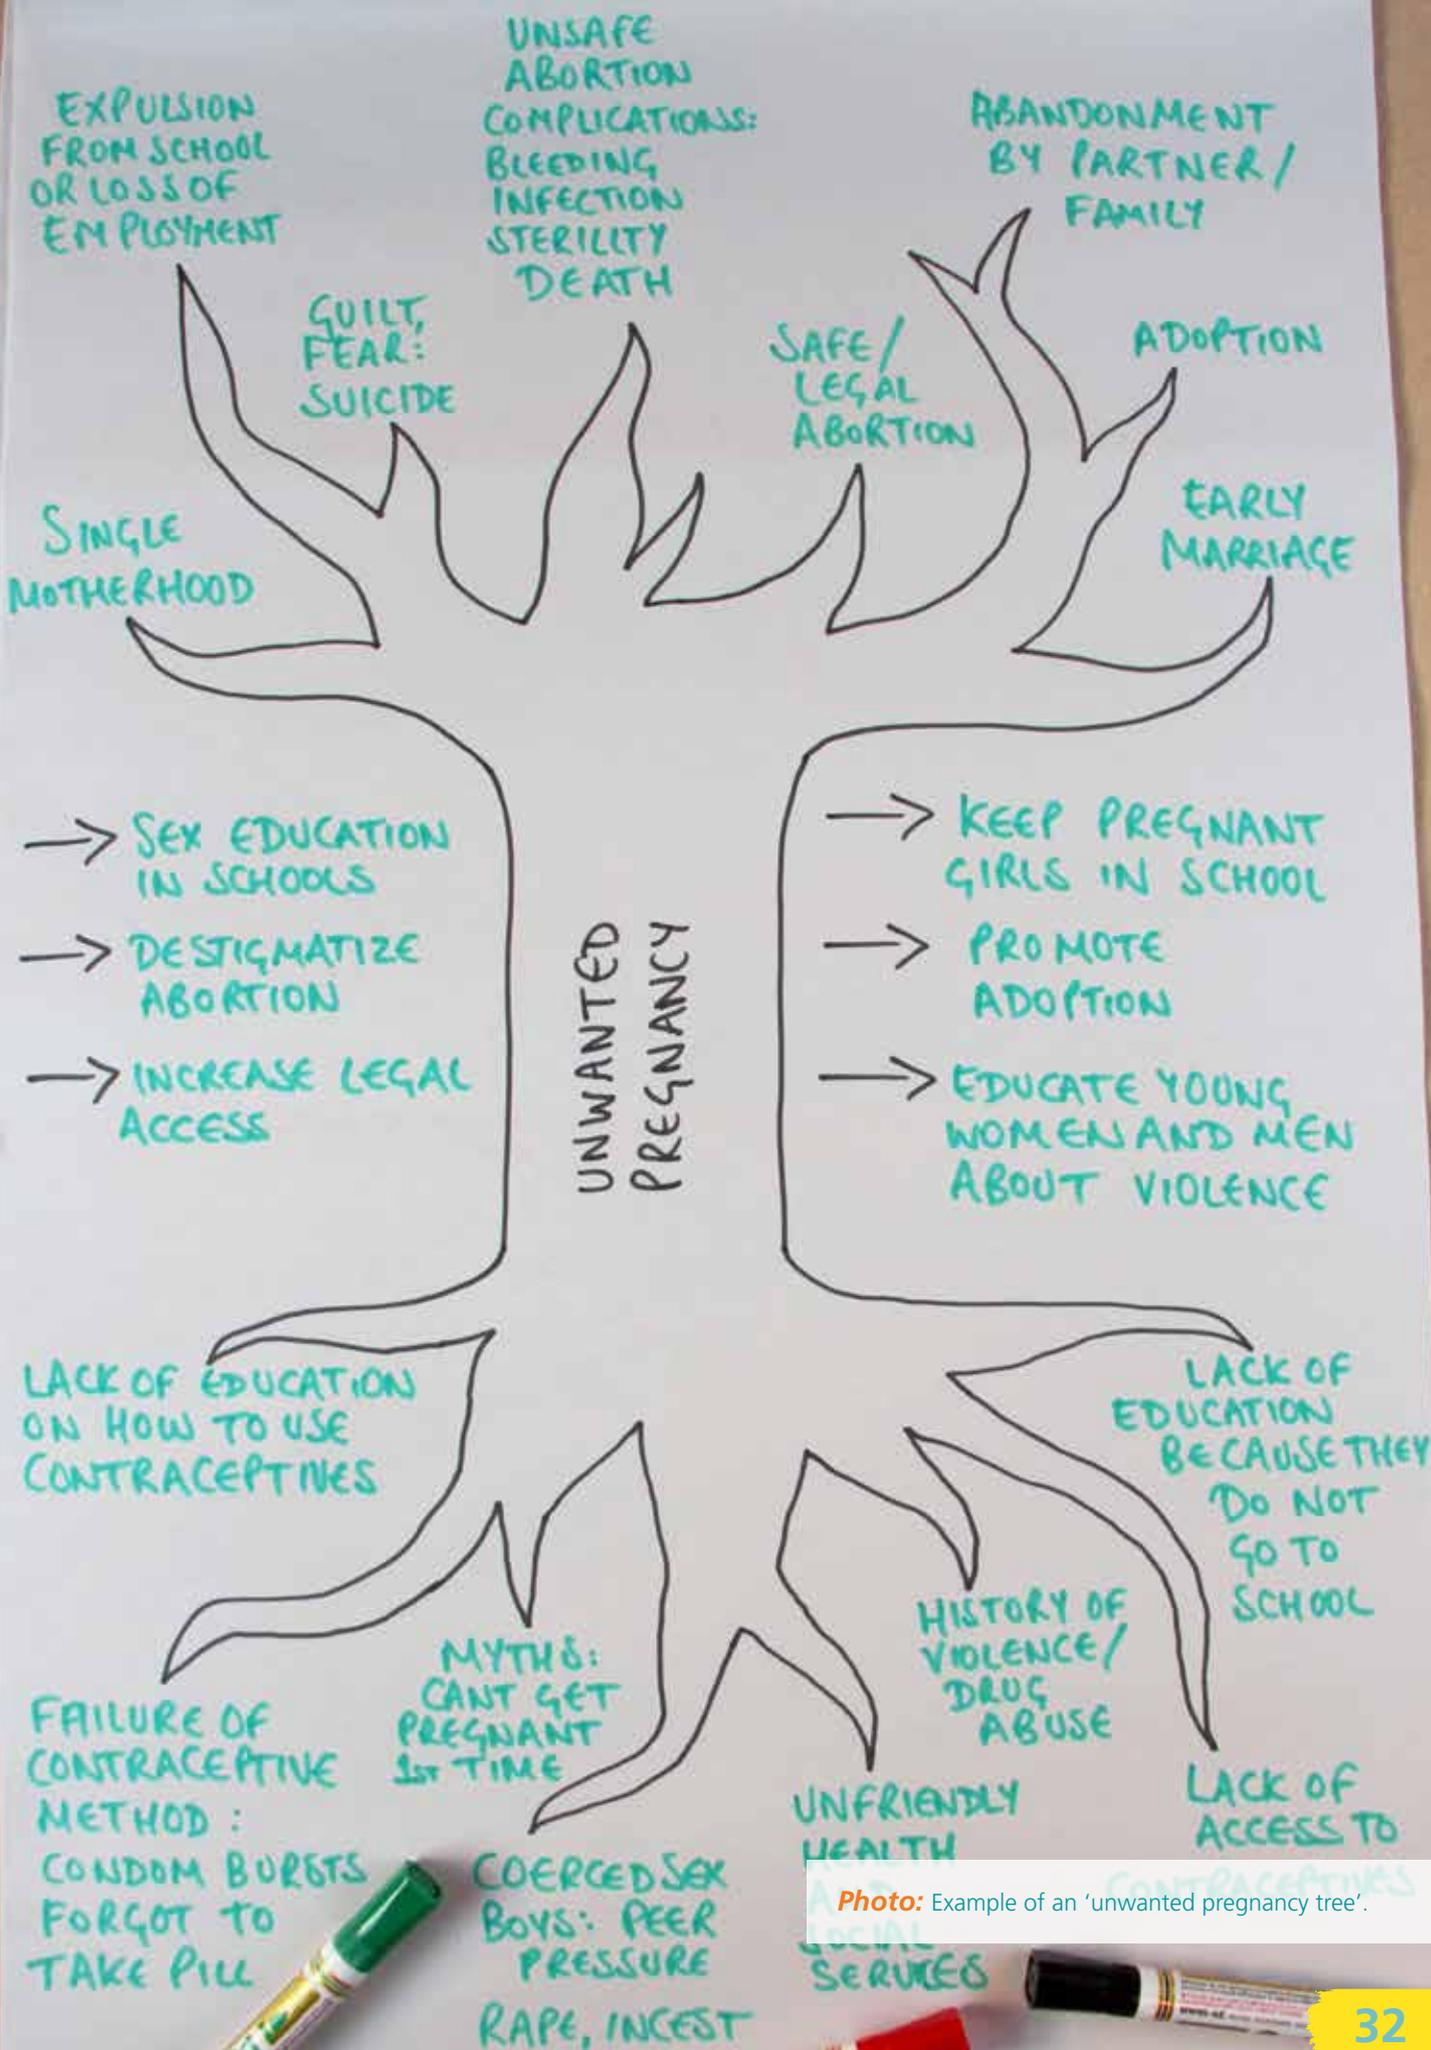 UNSAFE
ABORTION
COMPLICATIONS:
BLEEDING
INFECTION
STERILLTY
DEATH
EXPULSION
FROM SCHOOL
OR LOSS OF
EMPLOYMENT
ABANDONMENT
BY PARTNER/
FAMILY
GUILT,
FEAR:
SUICIDE
SAFE/
LEGAL
ABORTION
ADOPTION
SINGLE
MOTHERHOOD
EARLY
MARRIAGE
→ SEX EDUCATION
IN SCHOOLS
→ DESTIGMATIZE
ABORTION
→ INCREASE LEGAL
ACCESS
UNWANTED
PREGNANCY
→ KEEP PREGNANT
GIRLS IN SCHOOL
→ PROMOTE
ADOPTION
→ EDUCATE YOUNG
WOMEN AND MEN
ABOUT VIOLENCE
LACK OF EDUCATION
ON HOW TO USE
CONTRACEPTIVES
LACK OF
EDUCATION
BECAUSE THEY
DO NOT
GO TO
SCHOOL
FAILURE OF
CONTRACEPTIVE
METHOD:
CONDOM BURSTS
FORGOT TO
TAKE PILL
MYTHS:
CANT GET
PREGNANT
1ST TIME
COERCED SEX
BOYS: PEER
PRESSURE
RAPE, INCEST
HISTORY OF
VIOLENCE/
DRUG
ABUSE
UNFRIENDLY
HEALTH
AND
SOCIAL
SERVICES
LACK OF
ACCESS TO
CONTRACEPTIVES
Photo: Example of an ‘unwanted pregnancy tree’.
32